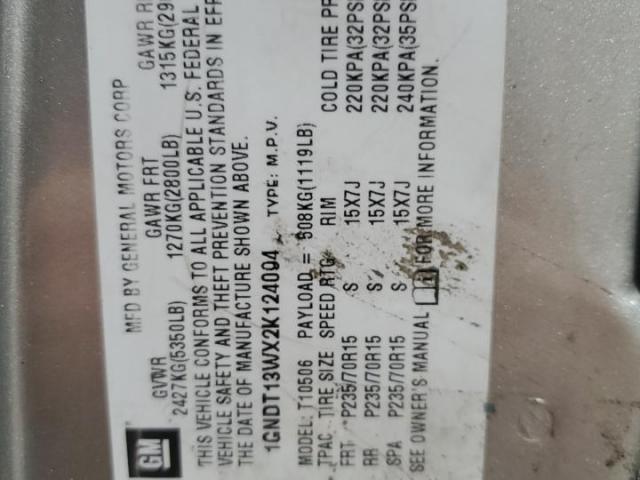 GM
MFD BY GENERAL MOTORS CORP
GVWR GAWR FRT GAWR
2427KG(5350LB) 1270KG(2800LB) 1315KG(29
THIS VEHICLE CONFORMS TO ALL APPLICABLE U.S. FEDERAL
VEHICLE SAFETY AND THEFT PREVENTION STANDARDS IN EFF
THE DATE OF MANUFACTURE SHOWN ABOVE.
1GNDT13WX2K124094 TYPE: M.P.V.
MODEL: T10506 PAYLOAD = 508KG(1119LB)
TPAC TIRE SIZE SPEED RTG RIM COLD TIRE PR
FRT P235/70R15 S 15X7J 220KPA(32PSI
RR P235/70R15 S 15X7J 220KPA(32PSI
SPA P235/70R15 S 15X7J 240KPA(35PSI
SEE OWNER'S MANUAL FOR MORE INFORMATION.